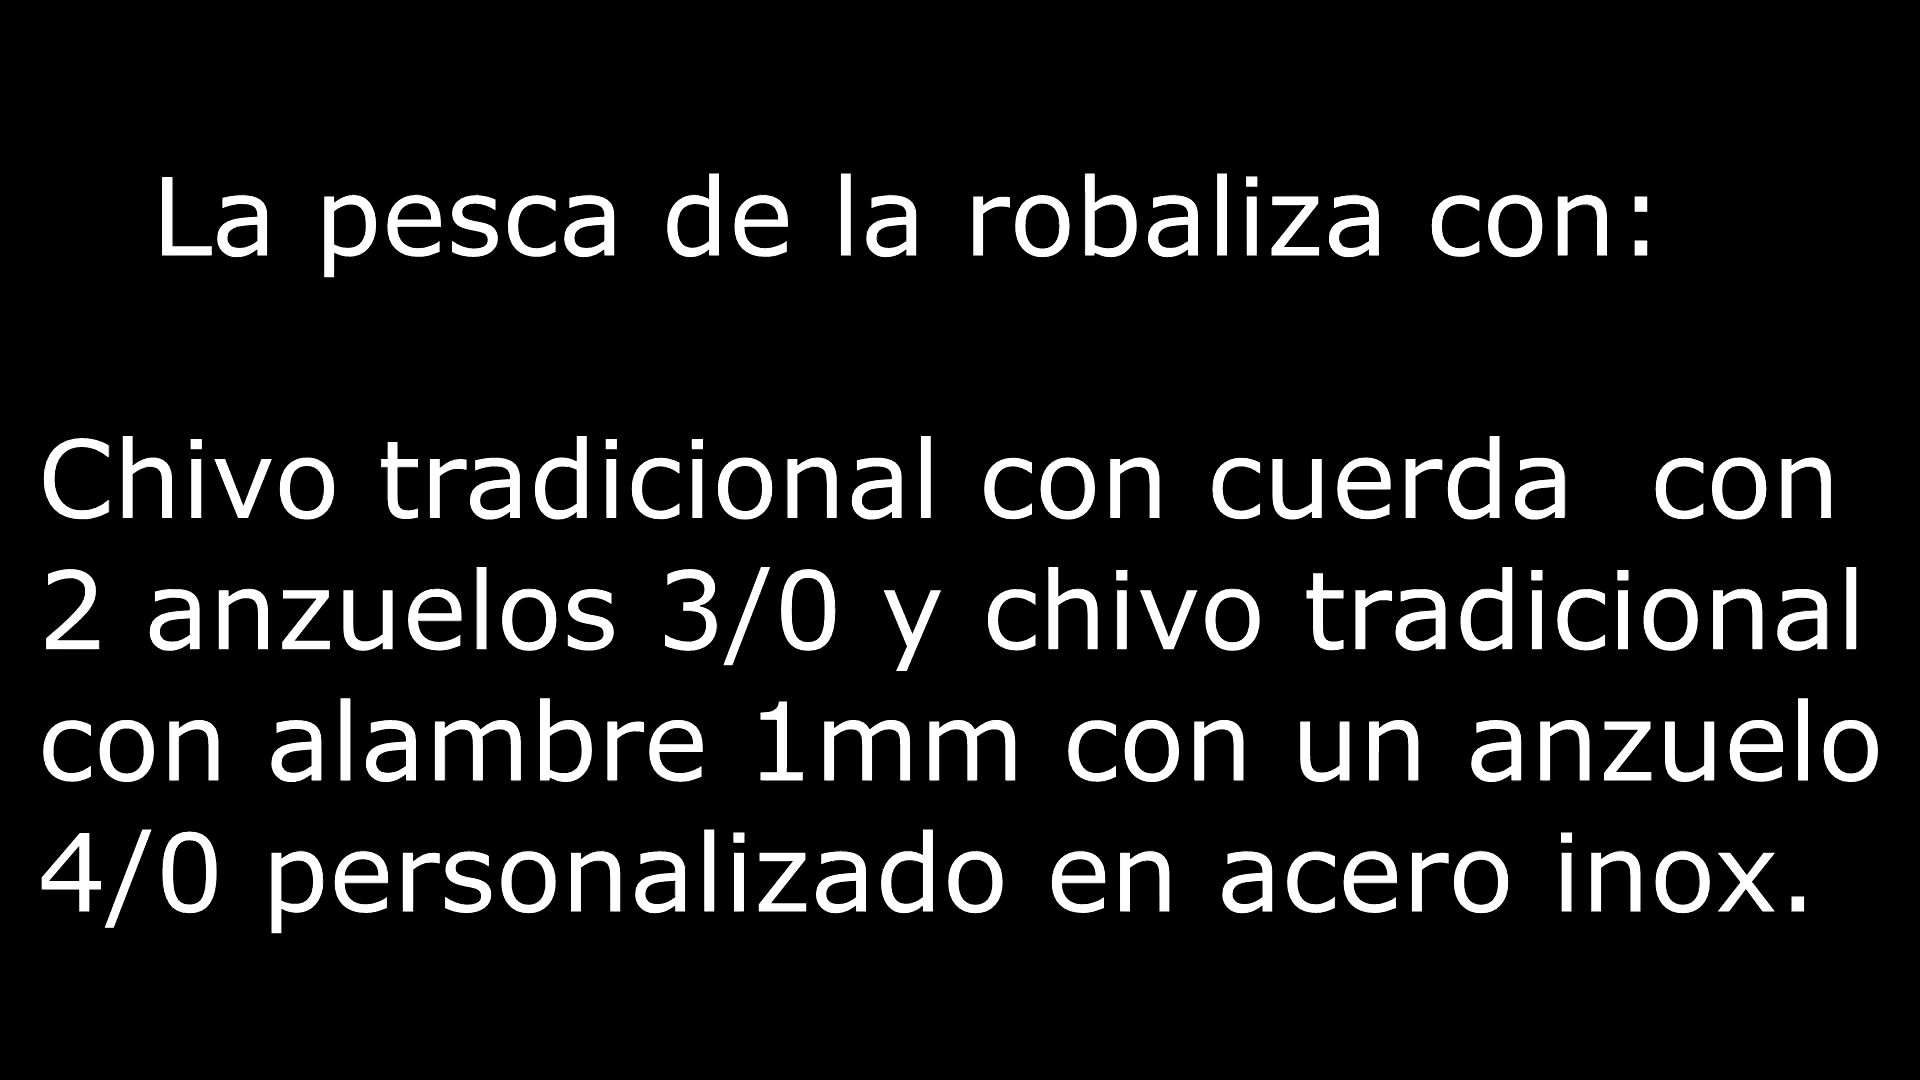 La pesca de la robaliza con:
Chivo tradicional con cuerda  con
2 anzuelos 3/0 y chivo tradicional
con alambre 1mm con un anzuelo
4/0 personalizado en acero inox.